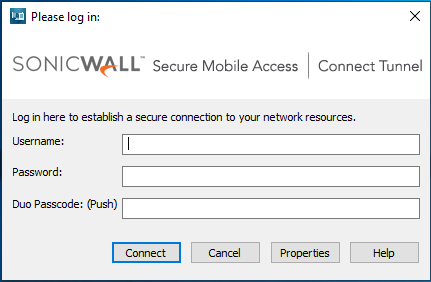 Please log in:
SONICWALL™ Secure Mobile Access | Connect Tunnel
Log in here to establish a secure connection to your network resources.
Username:
Password:
Duo Passcode: (Push)
Connect Cancel Properties Help